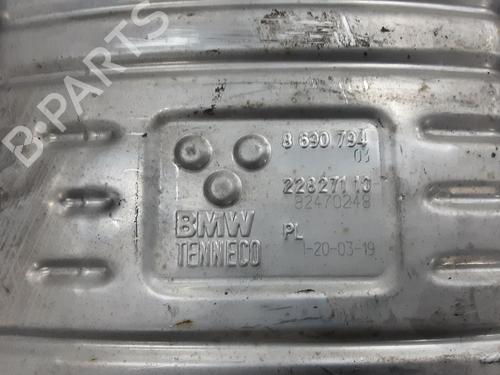 B-PARTS
8 690 794
03
22827110
82470248
BMW
PL
TENNECO
1-20-03-19